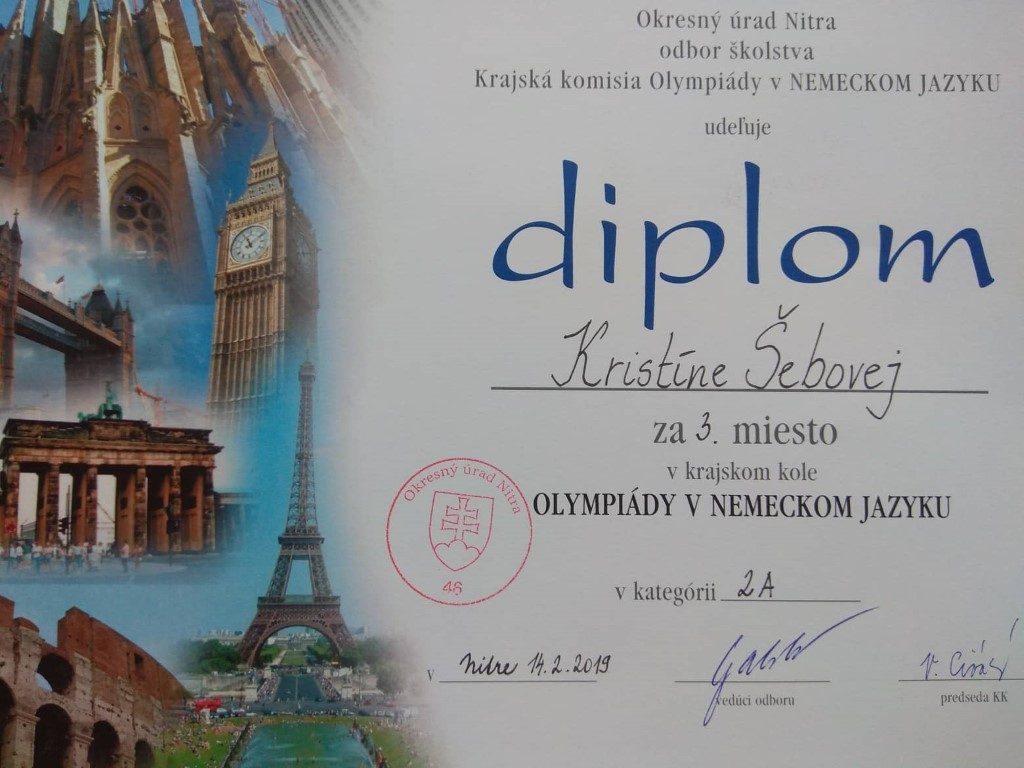 Okresný úrad Nitra
odbor školstva
Krajská komisia Olympiády v NEMECKOM JAZYKU
udeľuje
diplom
Kristíne Šebovej
za 3. miesto
v krajskom kole
OLYMPIÁDY V NEMECKOM JAZYKU
Okresný úrad Nitra
46
v kategórii 2A
v Nitre 14.2.2019
vedúci odboru
predseda KK